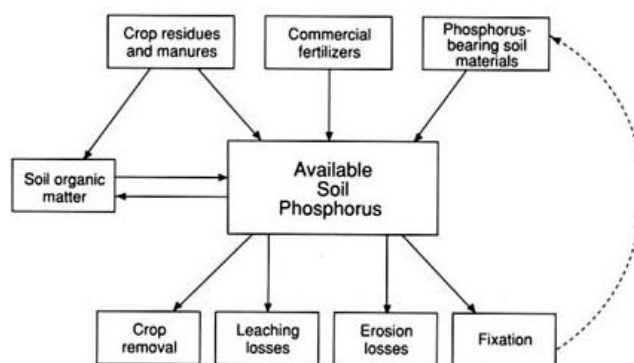 Crop residues
and manures
Commercial
fertilizers
Phosphorus-
bearing soil
materials
Soil organic
matter
Available
Soil
Phosphorus
Crop
removal
Leaching
losses
Erosion
losses
Fixation